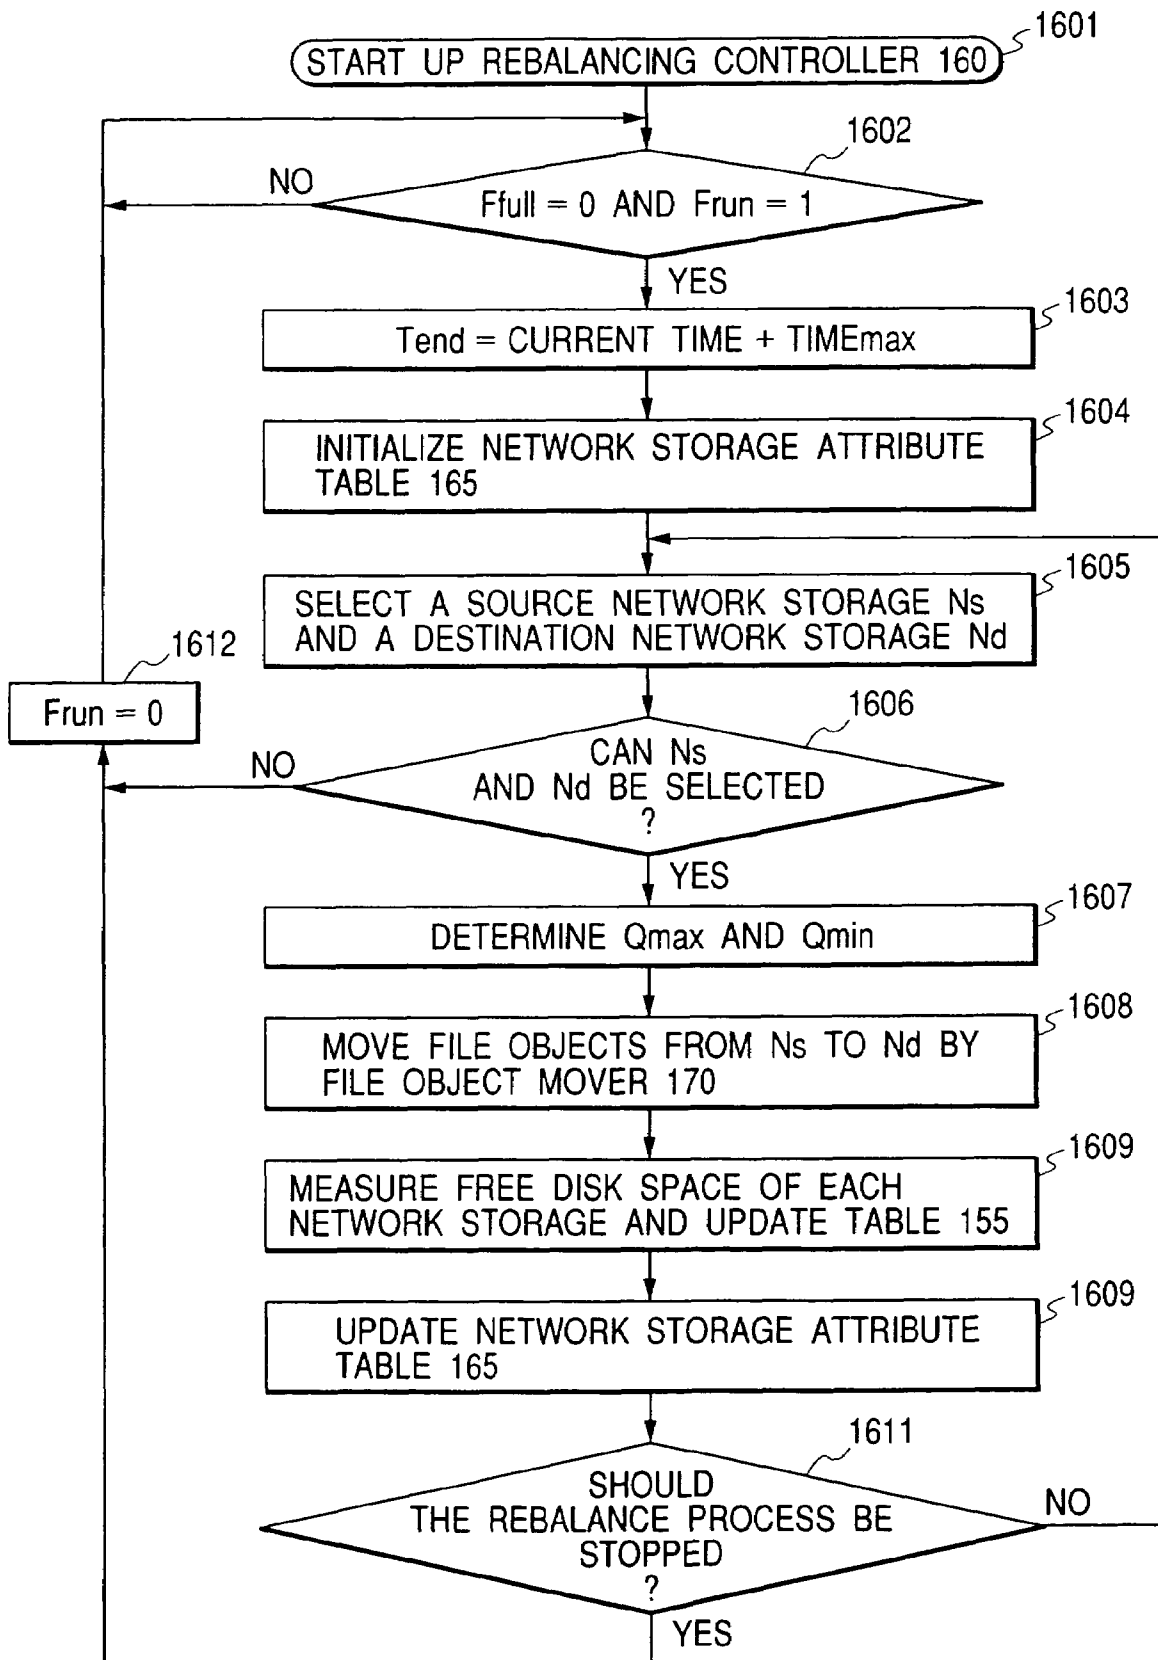 1601
START UP REBALANCING CONTROLLER 160
1602
NO
Ffull = 0 AND Frun = 1
YES
1603
Tend = CURRENT TIME + TIMEmax
1604
INITIALIZE NETWORK STORAGE ATTRIBUTE
TABLE 165
1605
SELECT A SOURCE NETWORK STORAGE Ns
AND A DESTINATION NETWORK STORAGE Nd
1612
Frun = 0
1606
NO
CAN Ns
AND Nd BE SELECTED
?
YES
1607
DETERMINE Qmax AND Qmin
1608
MOVE FILE OBJECTS FROM Ns TO Nd BY
FILE OBJECT MOVER 170
1609
MEASURE FREE DISK SPACE OF EACH
NETWORK STORAGE AND UPDATE TABLE 155
1609
UPDATE NETWORK STORAGE ATTRIBUTE
TABLE 165
1611
SHOULD
THE REBALANCE PROCESS BE
STOPPED
?
NO
YES